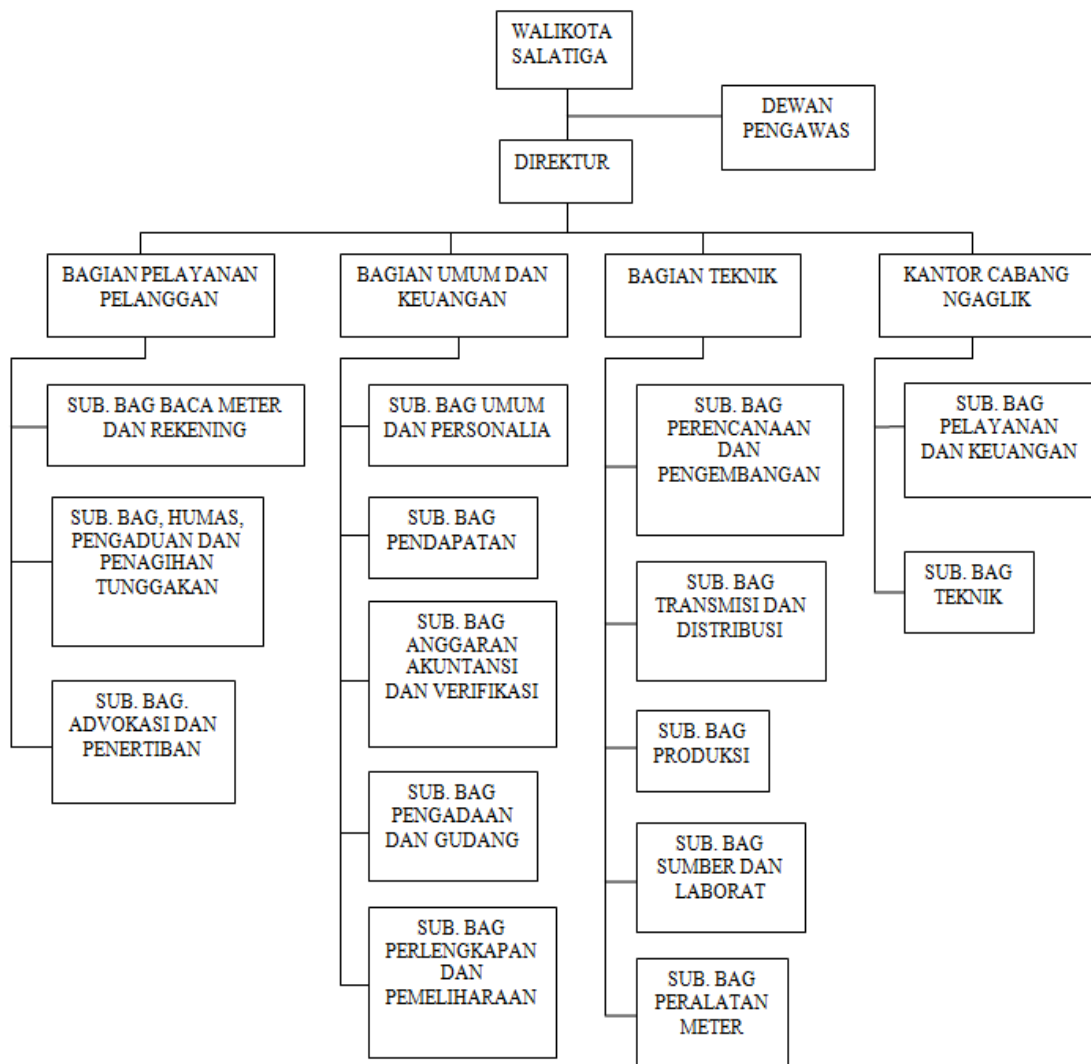 WALIKOTA
SALATIGA
DEWAN
PENGAWAS
DIREKTUR
BAGIAN PELAYANAN
PELANGGAN
BAGIAN UMUM DAN
KEUANGAN
BAGIAN TEKNIK
KANTOR CABANG
NGAGLIK
SUB. BAG BACA METER
DAN REKENING
SUB. BAG, HUMAS,
PENGADUAN DAN
PENAGIHAN
TUNGGAKAN
SUB. BAG.
ADVOKASI DAN
PENERTIBAN
SUB. BAG UMUM
DAN PERSONALIA
SUB. BAG
PENDAPATAN
SUB. BAG
ANGGARAN
AKUNTANSI
DAN VERIFIKASI
SUB. BAG
PENGADAAN
DAN GUDANG
SUB. BAG
PERLENGKAPAN
DAN
PEMELIHARAAN
SUB. BAG
PERENCANAAN
DAN
PENGEMBANGAN
SUB. BAG
TRANSMISI DAN
DISTRIBUSI
SUB. BAG
PRODUKSI
SUB. BAG
SUMBER DAN
LABORAT
SUB. BAG
PERALATAN
METER
SUB. BAG
PELAYANAN
DAN KEUANGAN
SUB. BAG
TEKNIK